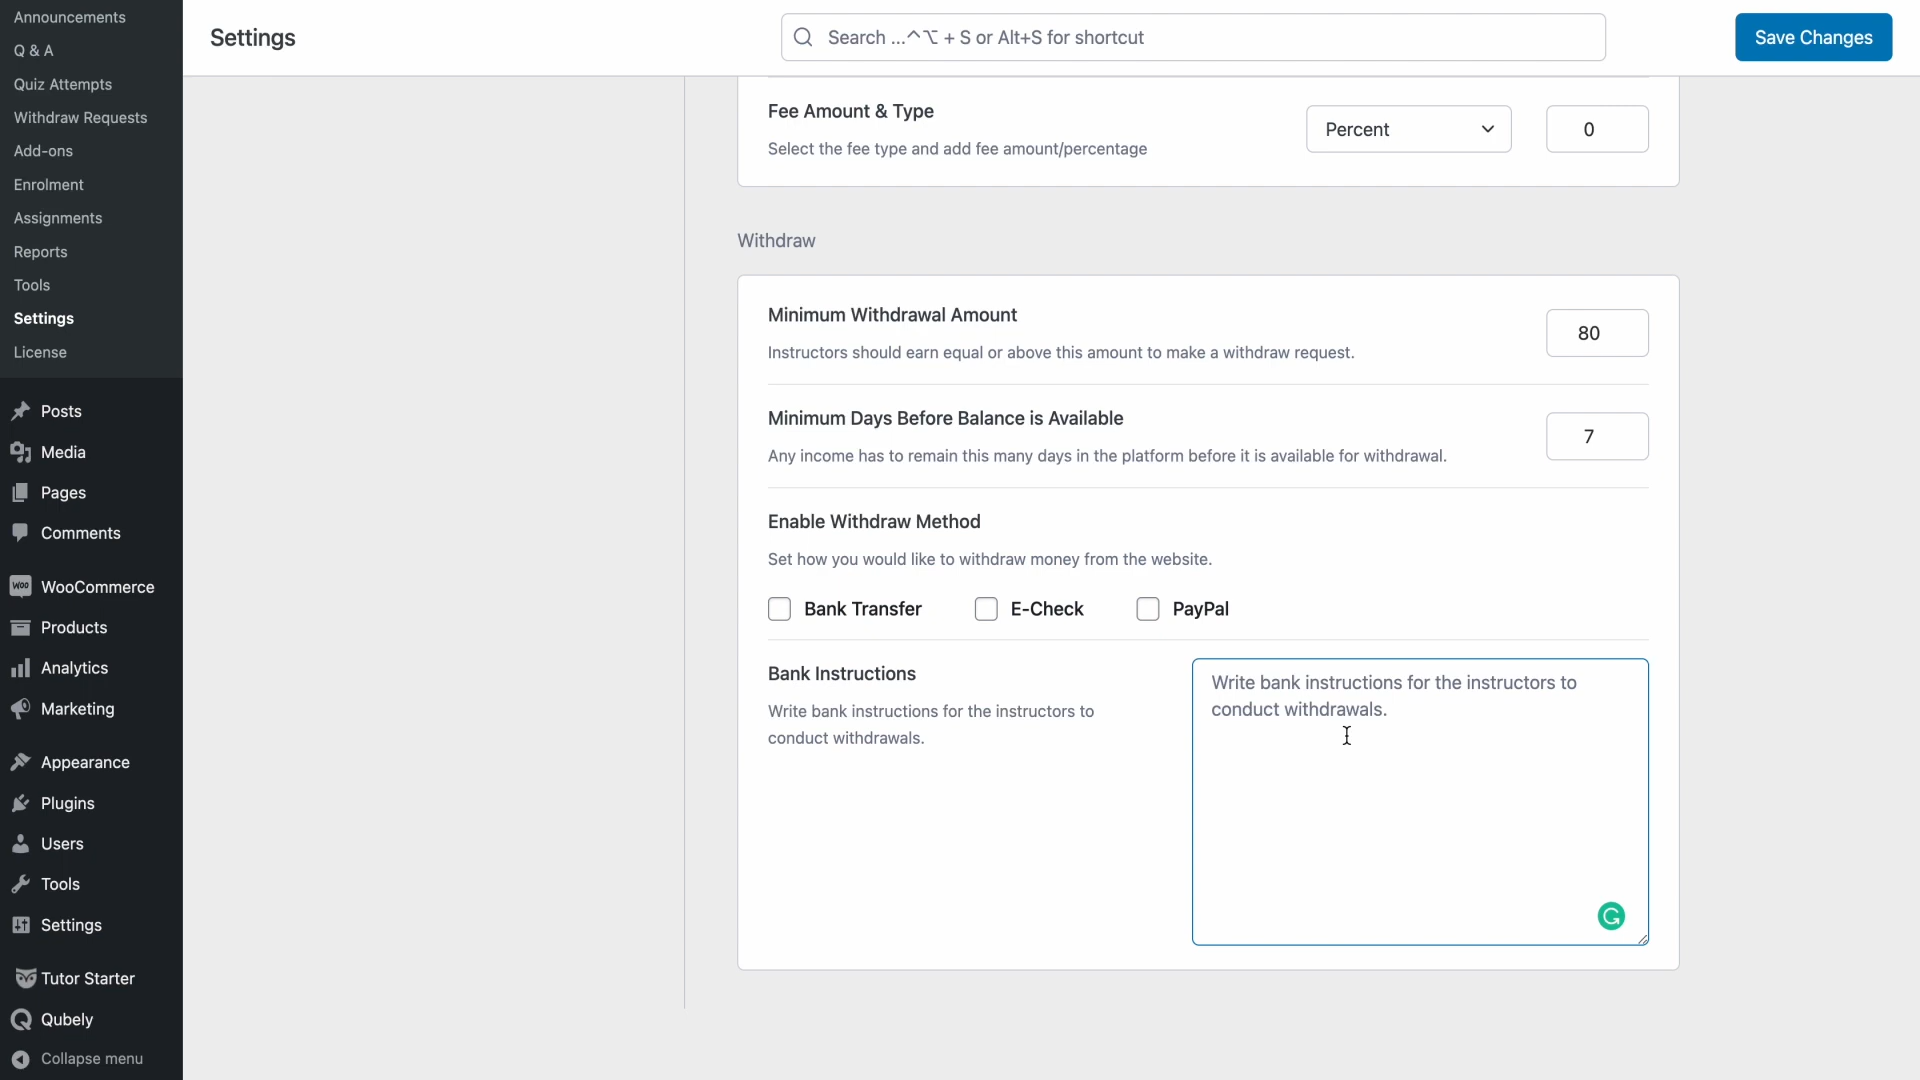 Announcements
Q & A
Quiz Attempts
Withdraw Requests
Add-ons
Enrolment
Assignments
Reports
Tools
Settings
License
Posts
Media
Pages
Comments
WOO WooCommerce
Products
Analytics
Marketing
Appearance
Plugins
Users
Tools
Settings
Tutor Starter
Qubely
Collapse menu
Settings
Search ...^⌥ + S or Alt+S for shortcut
Save Changes
Fee Amount & Type
Select the fee type and add fee amount/percentage
Percent
0
Withdraw
Minimum Withdrawal Amount
Instructors should earn equal or above this amount to make a withdraw request.
80
Minimum Days Before Balance is Available
Any income has to remain this many days in the platform before it is available for withdrawal.
7
Enable Withdraw Method
Set how you would like to withdraw money from the website.
Bank Transfer
E-Check
PayPal
Bank Instructions
Write bank instructions for the instructors to
conduct withdrawals.
Write bank instructions for the instructors to
conduct withdrawals.